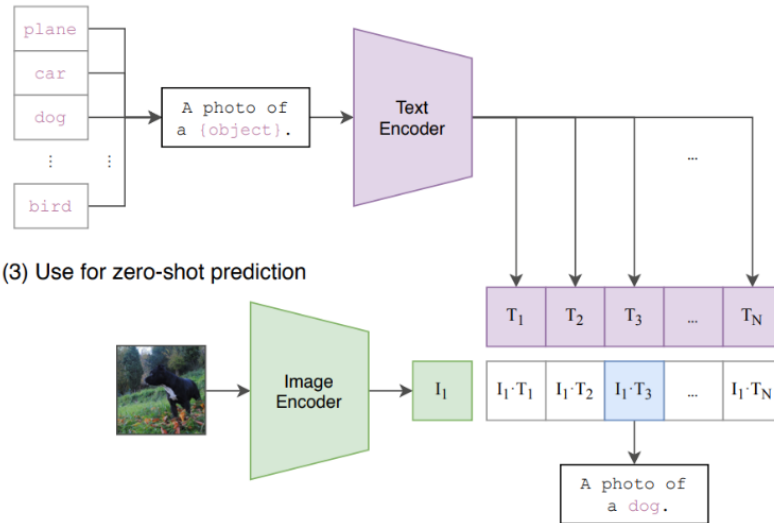 plane
car
dog
⋮ ⋮
bird
A photo of
a {object}.
Text
Encoder
...
(3) Use for zero-shot prediction
T1 T2 T3 ... TN
Image
Encoder
I1
I1·T1 I1·T2 I1·T3 ... I1·TN
A photo of
a dog.